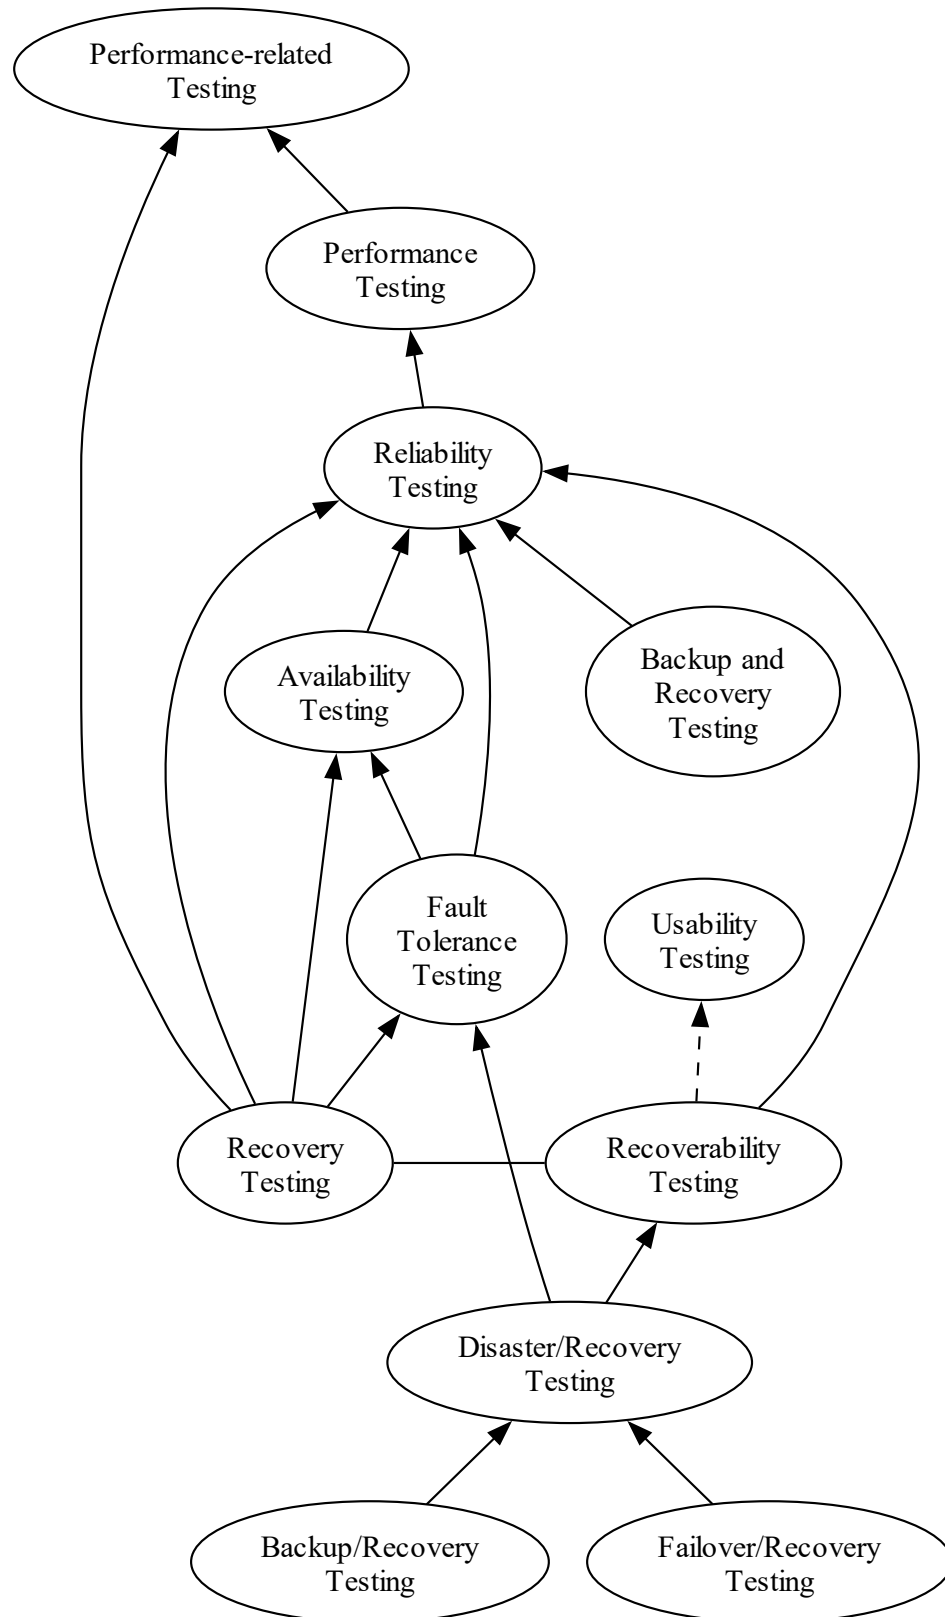 Performance-related
Testing
Performance
Testing
Reliability
Testing
Availability
Testing
Backup and
Recovery
Testing
Fault
Tolerance
Testing
Usability
Testing
Recovery
Testing
Recoverability
Testing
Disaster/Recovery
Testing
Backup/Recovery
Testing
Failover/Recovery
Testing